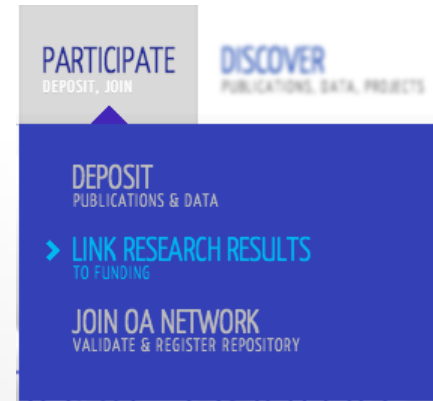 PARTICIPATE
DEPOSIT, JOIN
DISCOVER
PUBLICATIONS, DATA, PROJECTS
DEPOSIT
PUBLICATIONS & DATA
LINK RESEARCH RESULTS
TO FUNDING
JOIN OA NETWORK
VALIDATE & REGISTER REPOSITORY